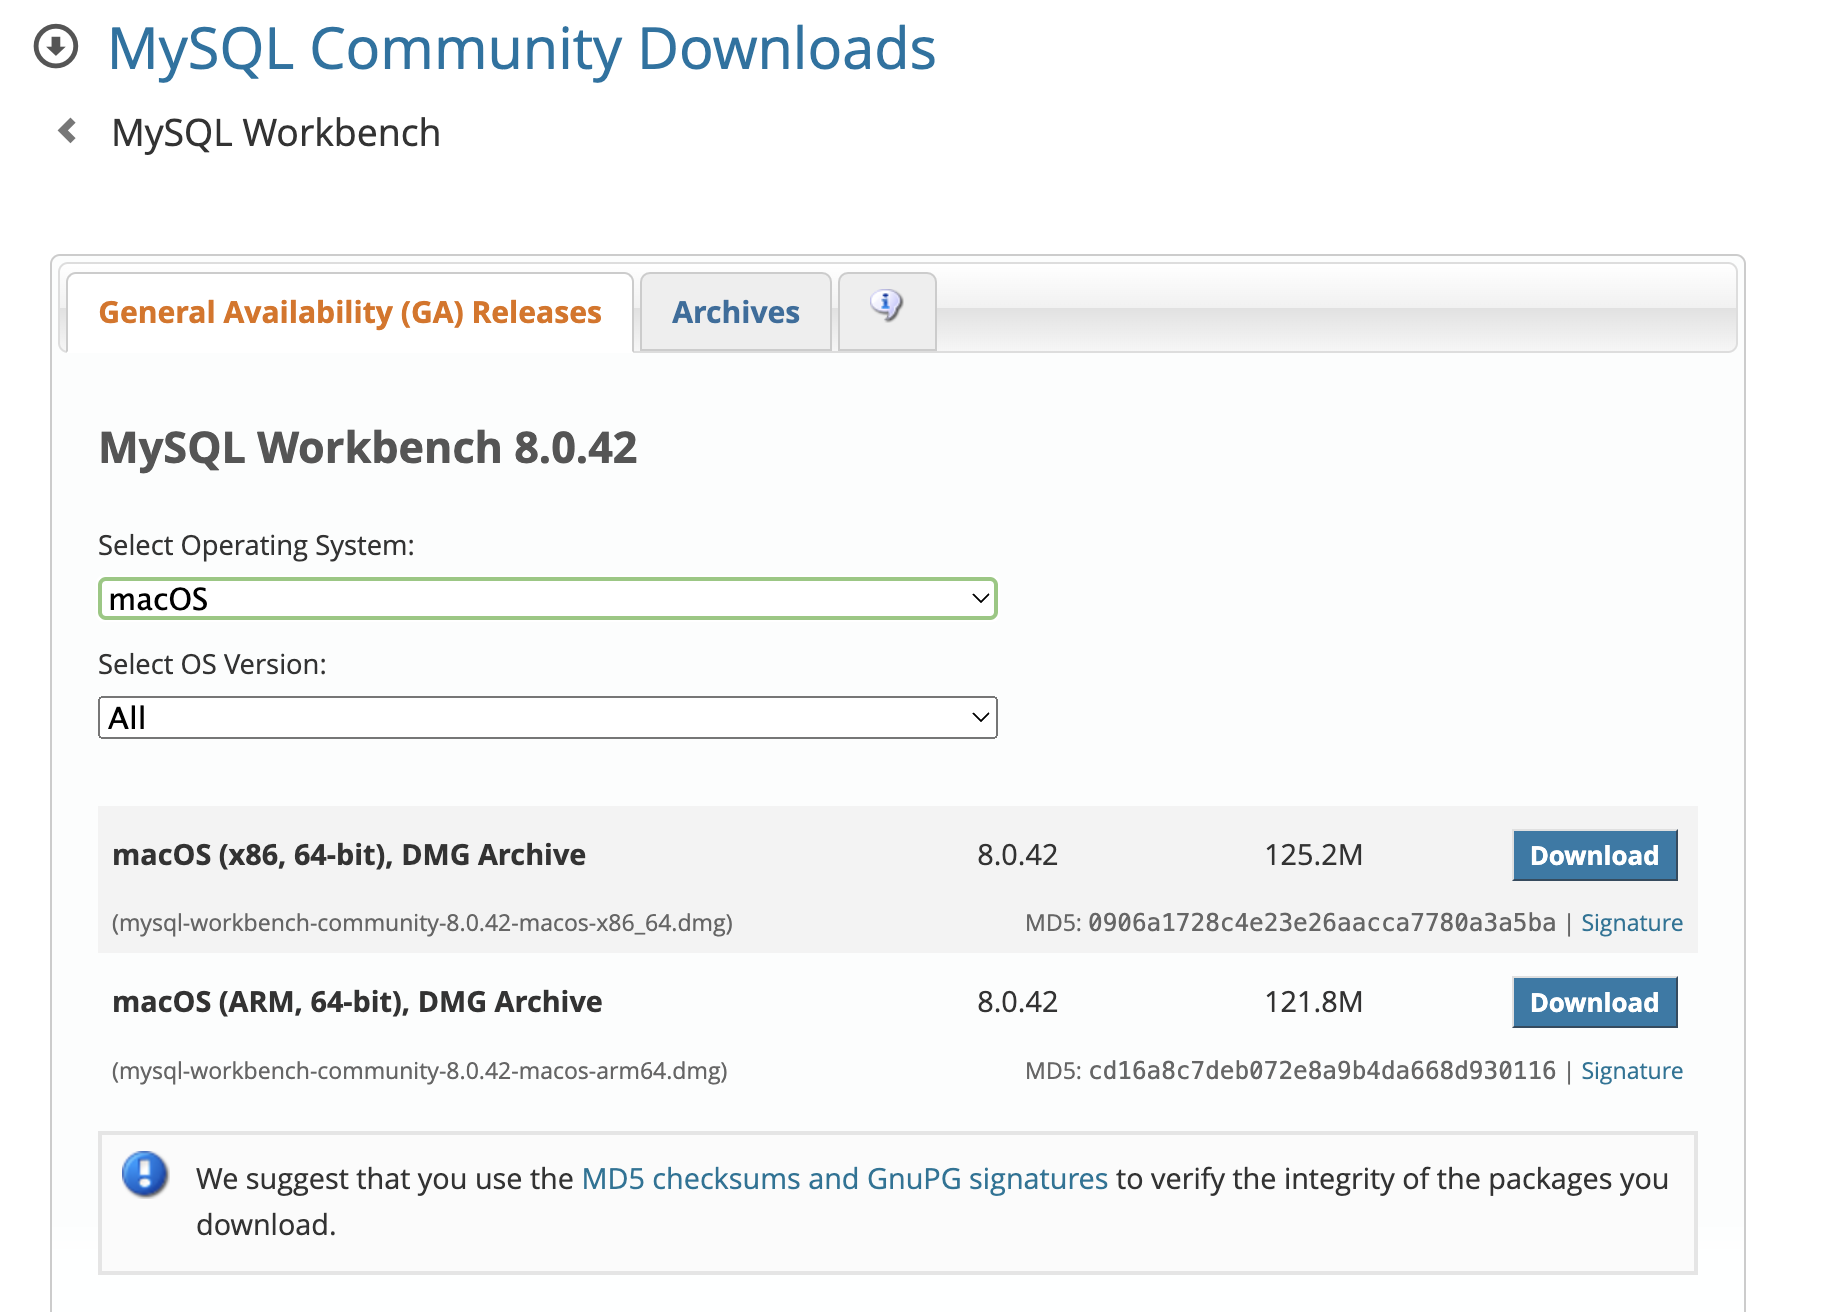 MySQL Community Downloads
MySQL Workbench
General Availability (GA) Releases
Archives
MySQL Workbench 8.0.42
Select Operating System:
macOS
Select OS Version:
All
macOS (x86, 64-bit), DMG Archive 8.0.42 125.2M Download
(mysql-workbench-community-8.0.42-macos-x86_64.dmg) MD5: 0906a1728c4e23e26aacca7780a3a5ba | Signature
macOS (ARM, 64-bit), DMG Archive 8.0.42 121.8M Download
(mysql-workbench-community-8.0.42-macos-arm64.dmg) MD5: cd16a8c7deb072e8a9b4da668d930116 | Signature
We suggest that you use the MD5 checksums and GnuPG signatures to verify the integrity of the packages you
download.